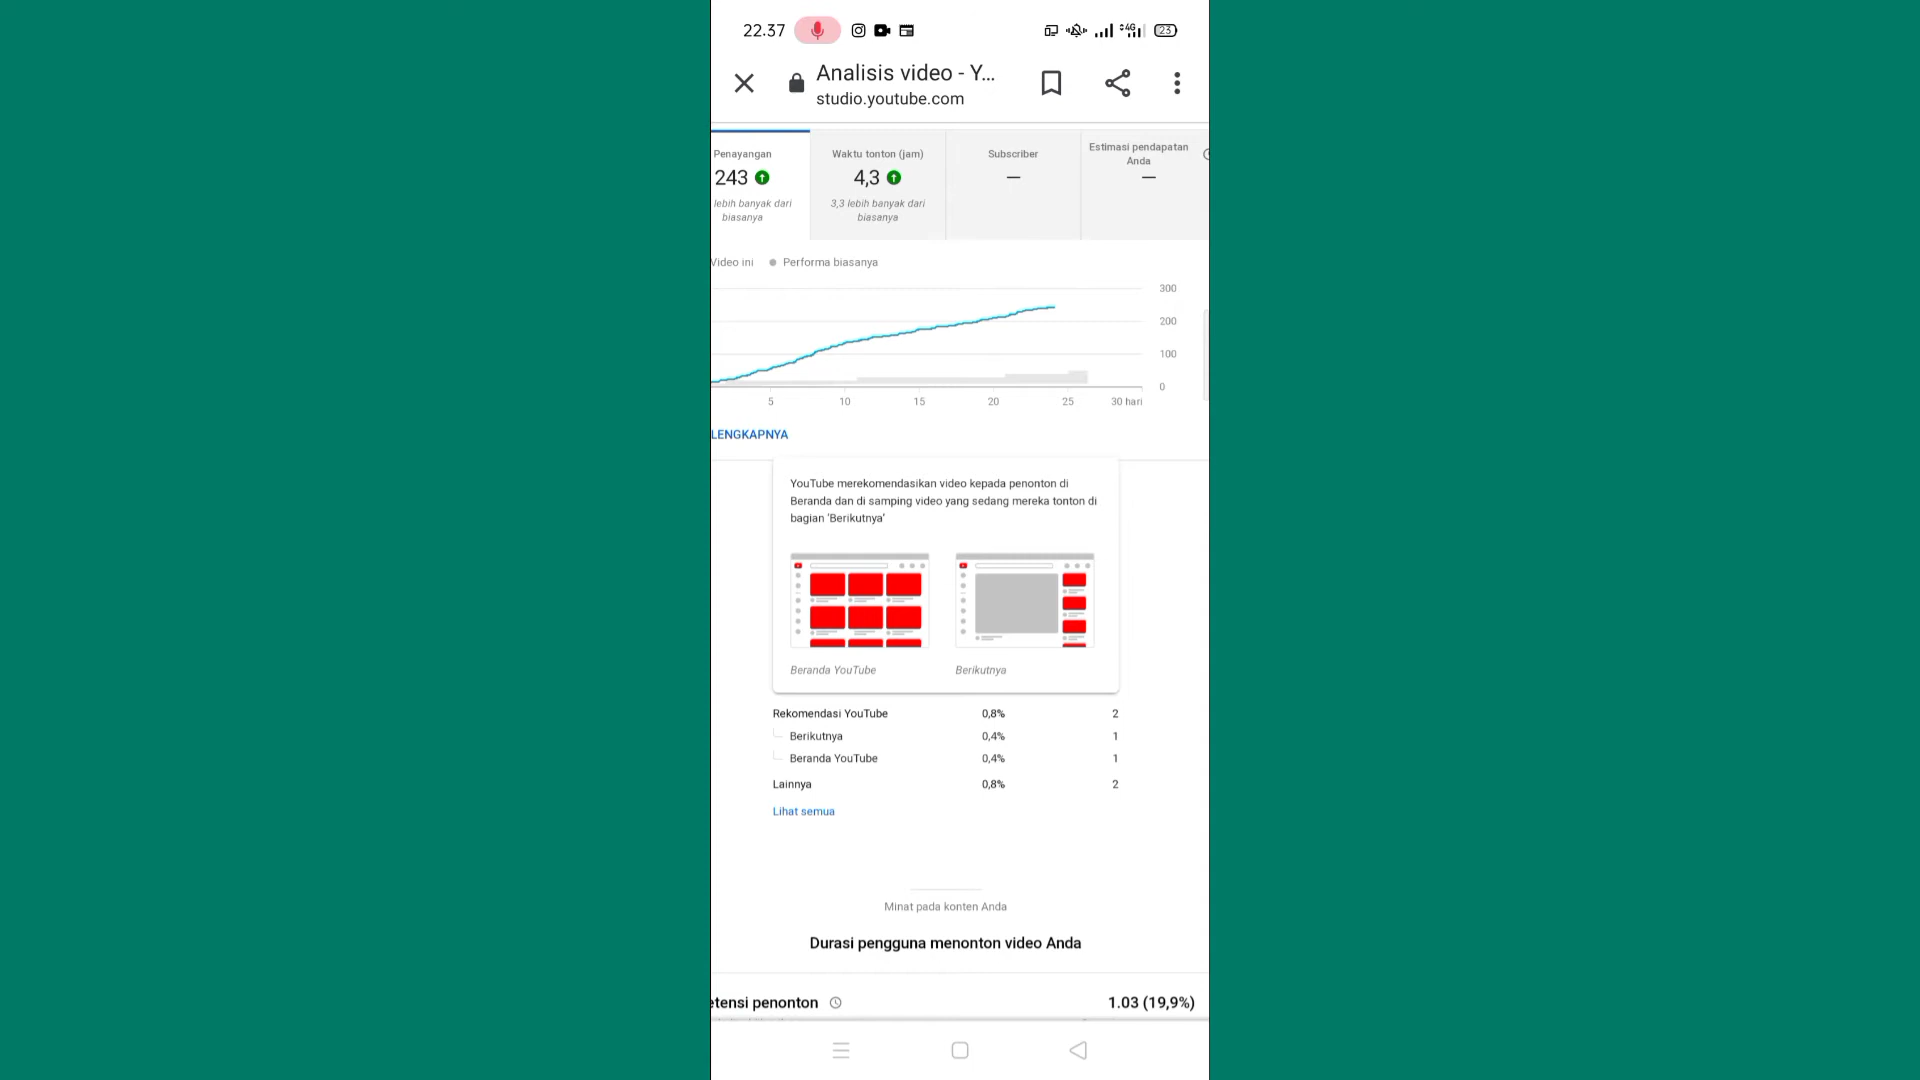 22.37
4G
23
Analisis video - Y...
studio.youtube.com
Penayangan
243
lebih banyak dari
biasanya
Waktu tonton (jam)
4,3
3,3 lebih banyak dari
biasanya
Subscriber
—
Estimasi pendapatan
Anda
—
Video ini
Performa biasanya
300
200
100
0
5
10
15
20
25
30 hari
LENGKAPNYA
YouTube merekomendasikan video kepada penonton di
Beranda dan di samping video yang sedang mereka tonton di
bagian 'Berikutnya'
Beranda YouTube
Berikutnya
Rekomendasi YouTube 0,8% 2
Berikutnya 0,4% 1
Beranda YouTube 0,4% 1
Lainnya 0,8% 2
Lihat semua
Minat pada konten Anda
Durasi pengguna menonton video Anda
etensi penonton 1.03 (19,9%)